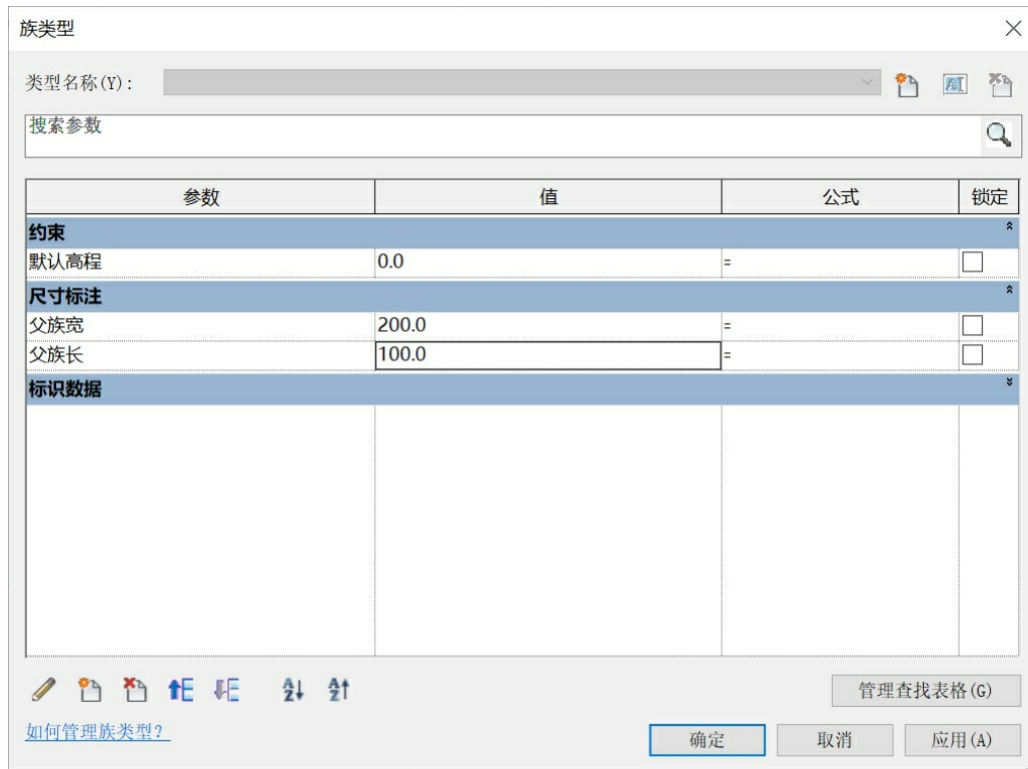 族类型
类型名称(Y):
搜索参数
参数 值 公式 锁定
约束
默认高程 0.0 =
尺寸标注
父族宽 200.0 =
父族长 100.0 =
标识数据
管理查找表格(G)
如何管理族类型?
确定 取消 应用(A)